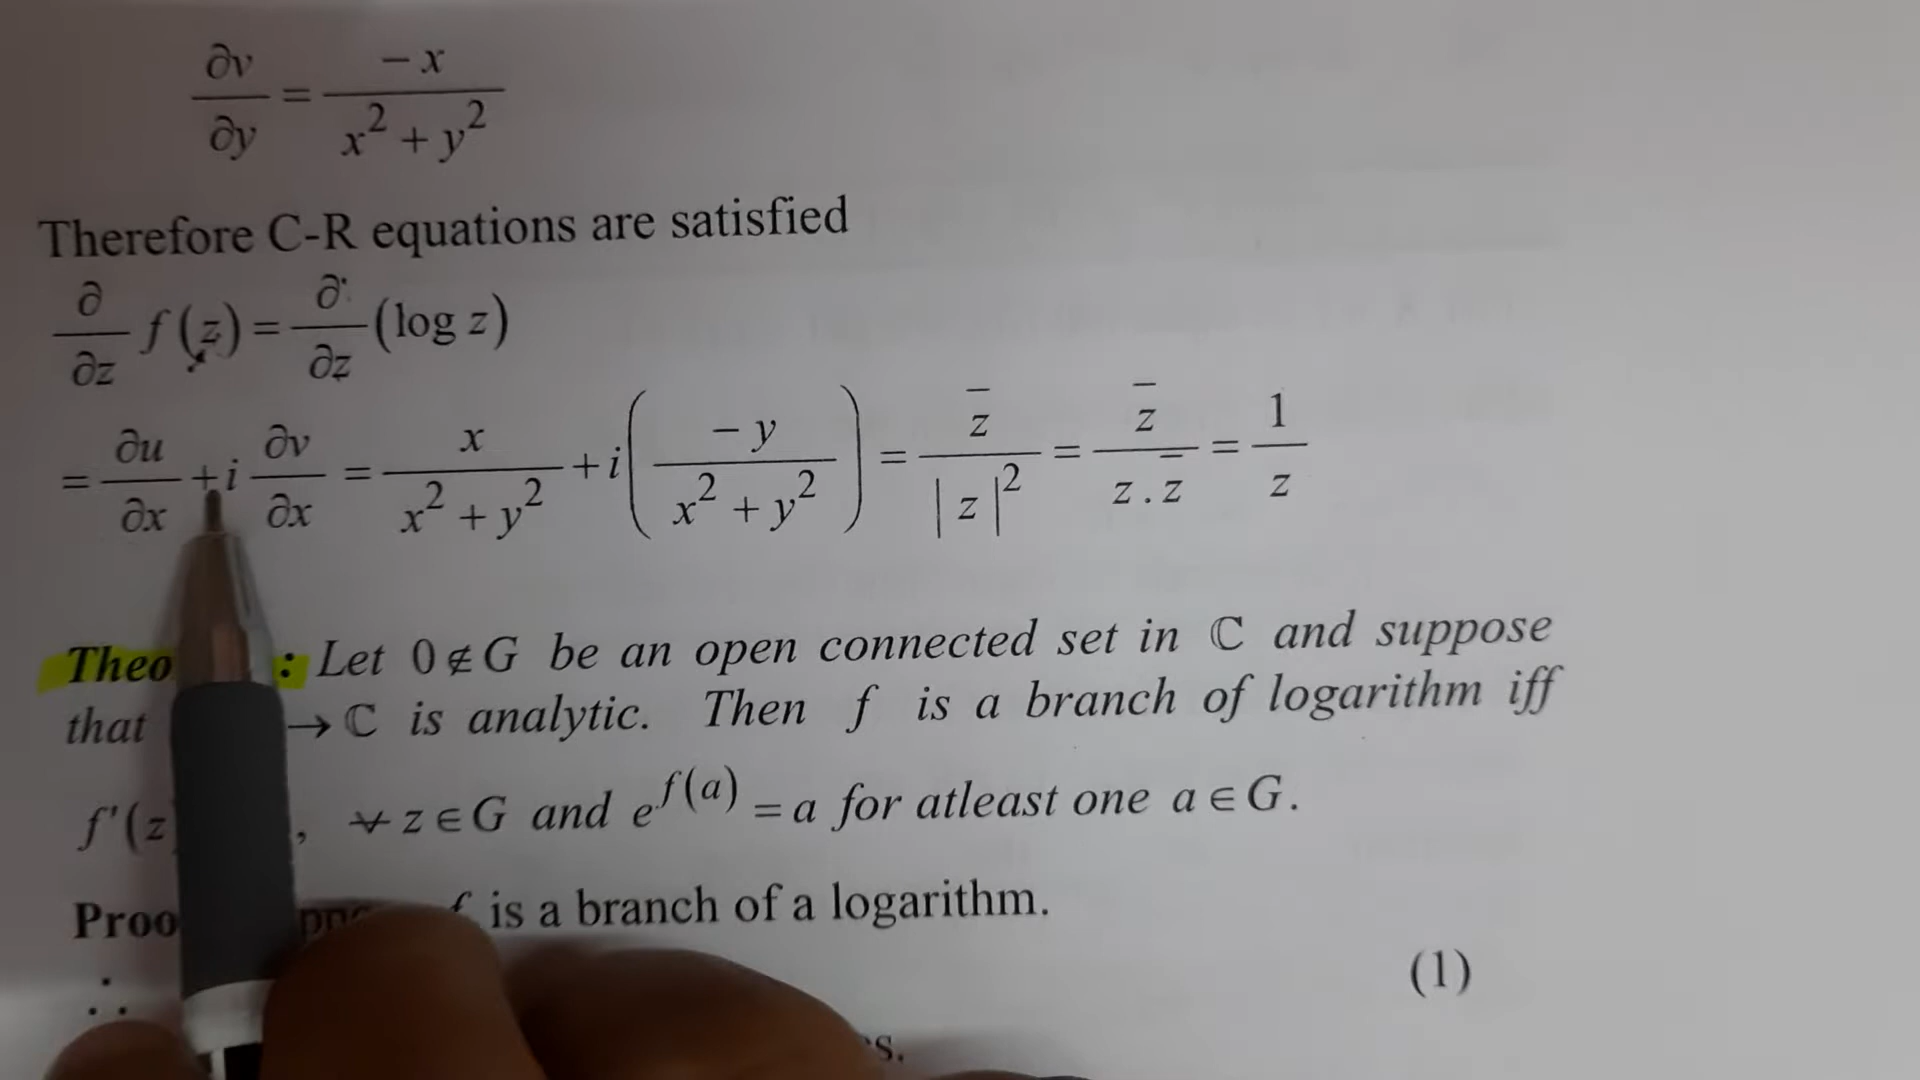 ∂v/∂y = -x/(x² + y²)
Therefore C-R equations are satisfied
∂/∂z f(z) = ∂/∂z (log z)
= ∂u/∂x + i ∂v/∂x = x/(x² + y²) + i(-y/(x² + y²)) = z̅/|z|² = z̅/(z.z̅) = 1/z
: Let 0 ∉ G be an open connected set in ℂ and suppose
that → ℂ is analytic. Then f is a branch of logarithm iff
f'(z , ∀ z ∈ G and e^f(a) = a for atleast one a ∈ G.
f is a branch of a logarithm.
∴ (1)